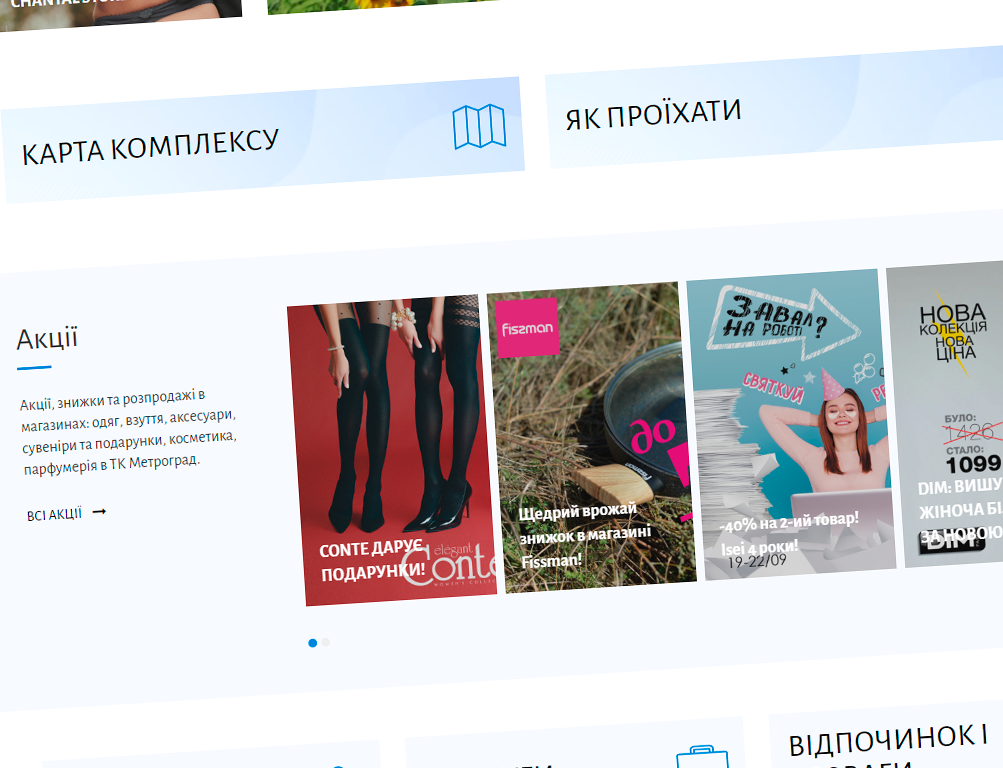 КАРТА КОМПЛЕКСУ
ЯК ПРОЇХАТИ
Акції
Акції, знижки та розпродажі в
магазинах: одяг, взуття, аксесуари,
сувеніри та подарунки, косметика,
парфумерія в ТК Метроград.
ВСІ АКЦІЇ
CONTE ДАРУЄ
ПОДАРУНКИ!
elegant
Conte
fissman
до
Щедрий врожай
знижок в магазині
Fissman!
ЗАВАЛ
НА РОБОТІ?
СВЯТКУЙ
-40% на 2-ий товар!
Isei 4 роки!
19-22/09
НОВА
КОЛЕКЦІЯ
НОВА
ЦІНА
БУЛО:
1426
СТАЛО:
1099
DIM: ВИШУ
ЖІНОЧА БІ
ЗА НОВОЮ
DIM
ВІДПОЧИНОК І